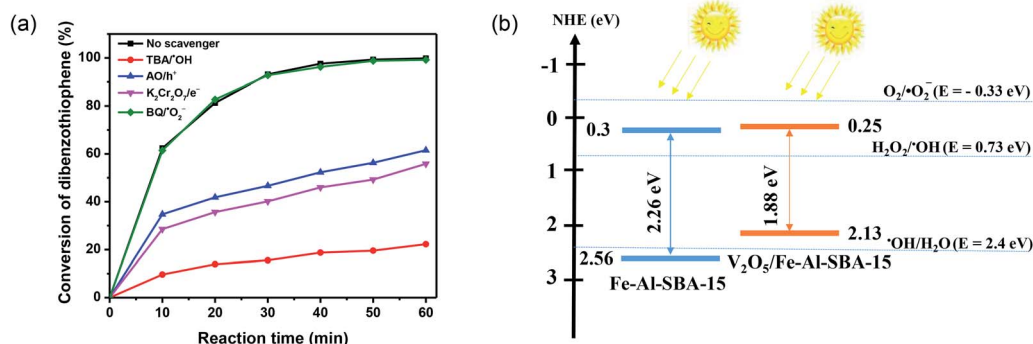 (a)
Conversion of dibenzothiophene (%)
100
80
60
40
20
0
No scavenger
TBA/•OH
AO/h⁺
K₂Cr₂O₇/e⁻
BQ/•O₂⁻
0 10 20 30 40 50 60
Reaction time (min)
(b)
NHE (eV)
-1
0
1
2
3
O₂/•O₂⁻ (E = - 0.33 eV)
0.3
0.25
H₂O₂/•OH (E = 0.73 eV)
2.26 eV
1.88 eV
2.13
•OH/H₂O (E = 2.4 eV)
2.56
V₂O₅/Fe-Al-SBA-15
Fe-Al-SBA-15